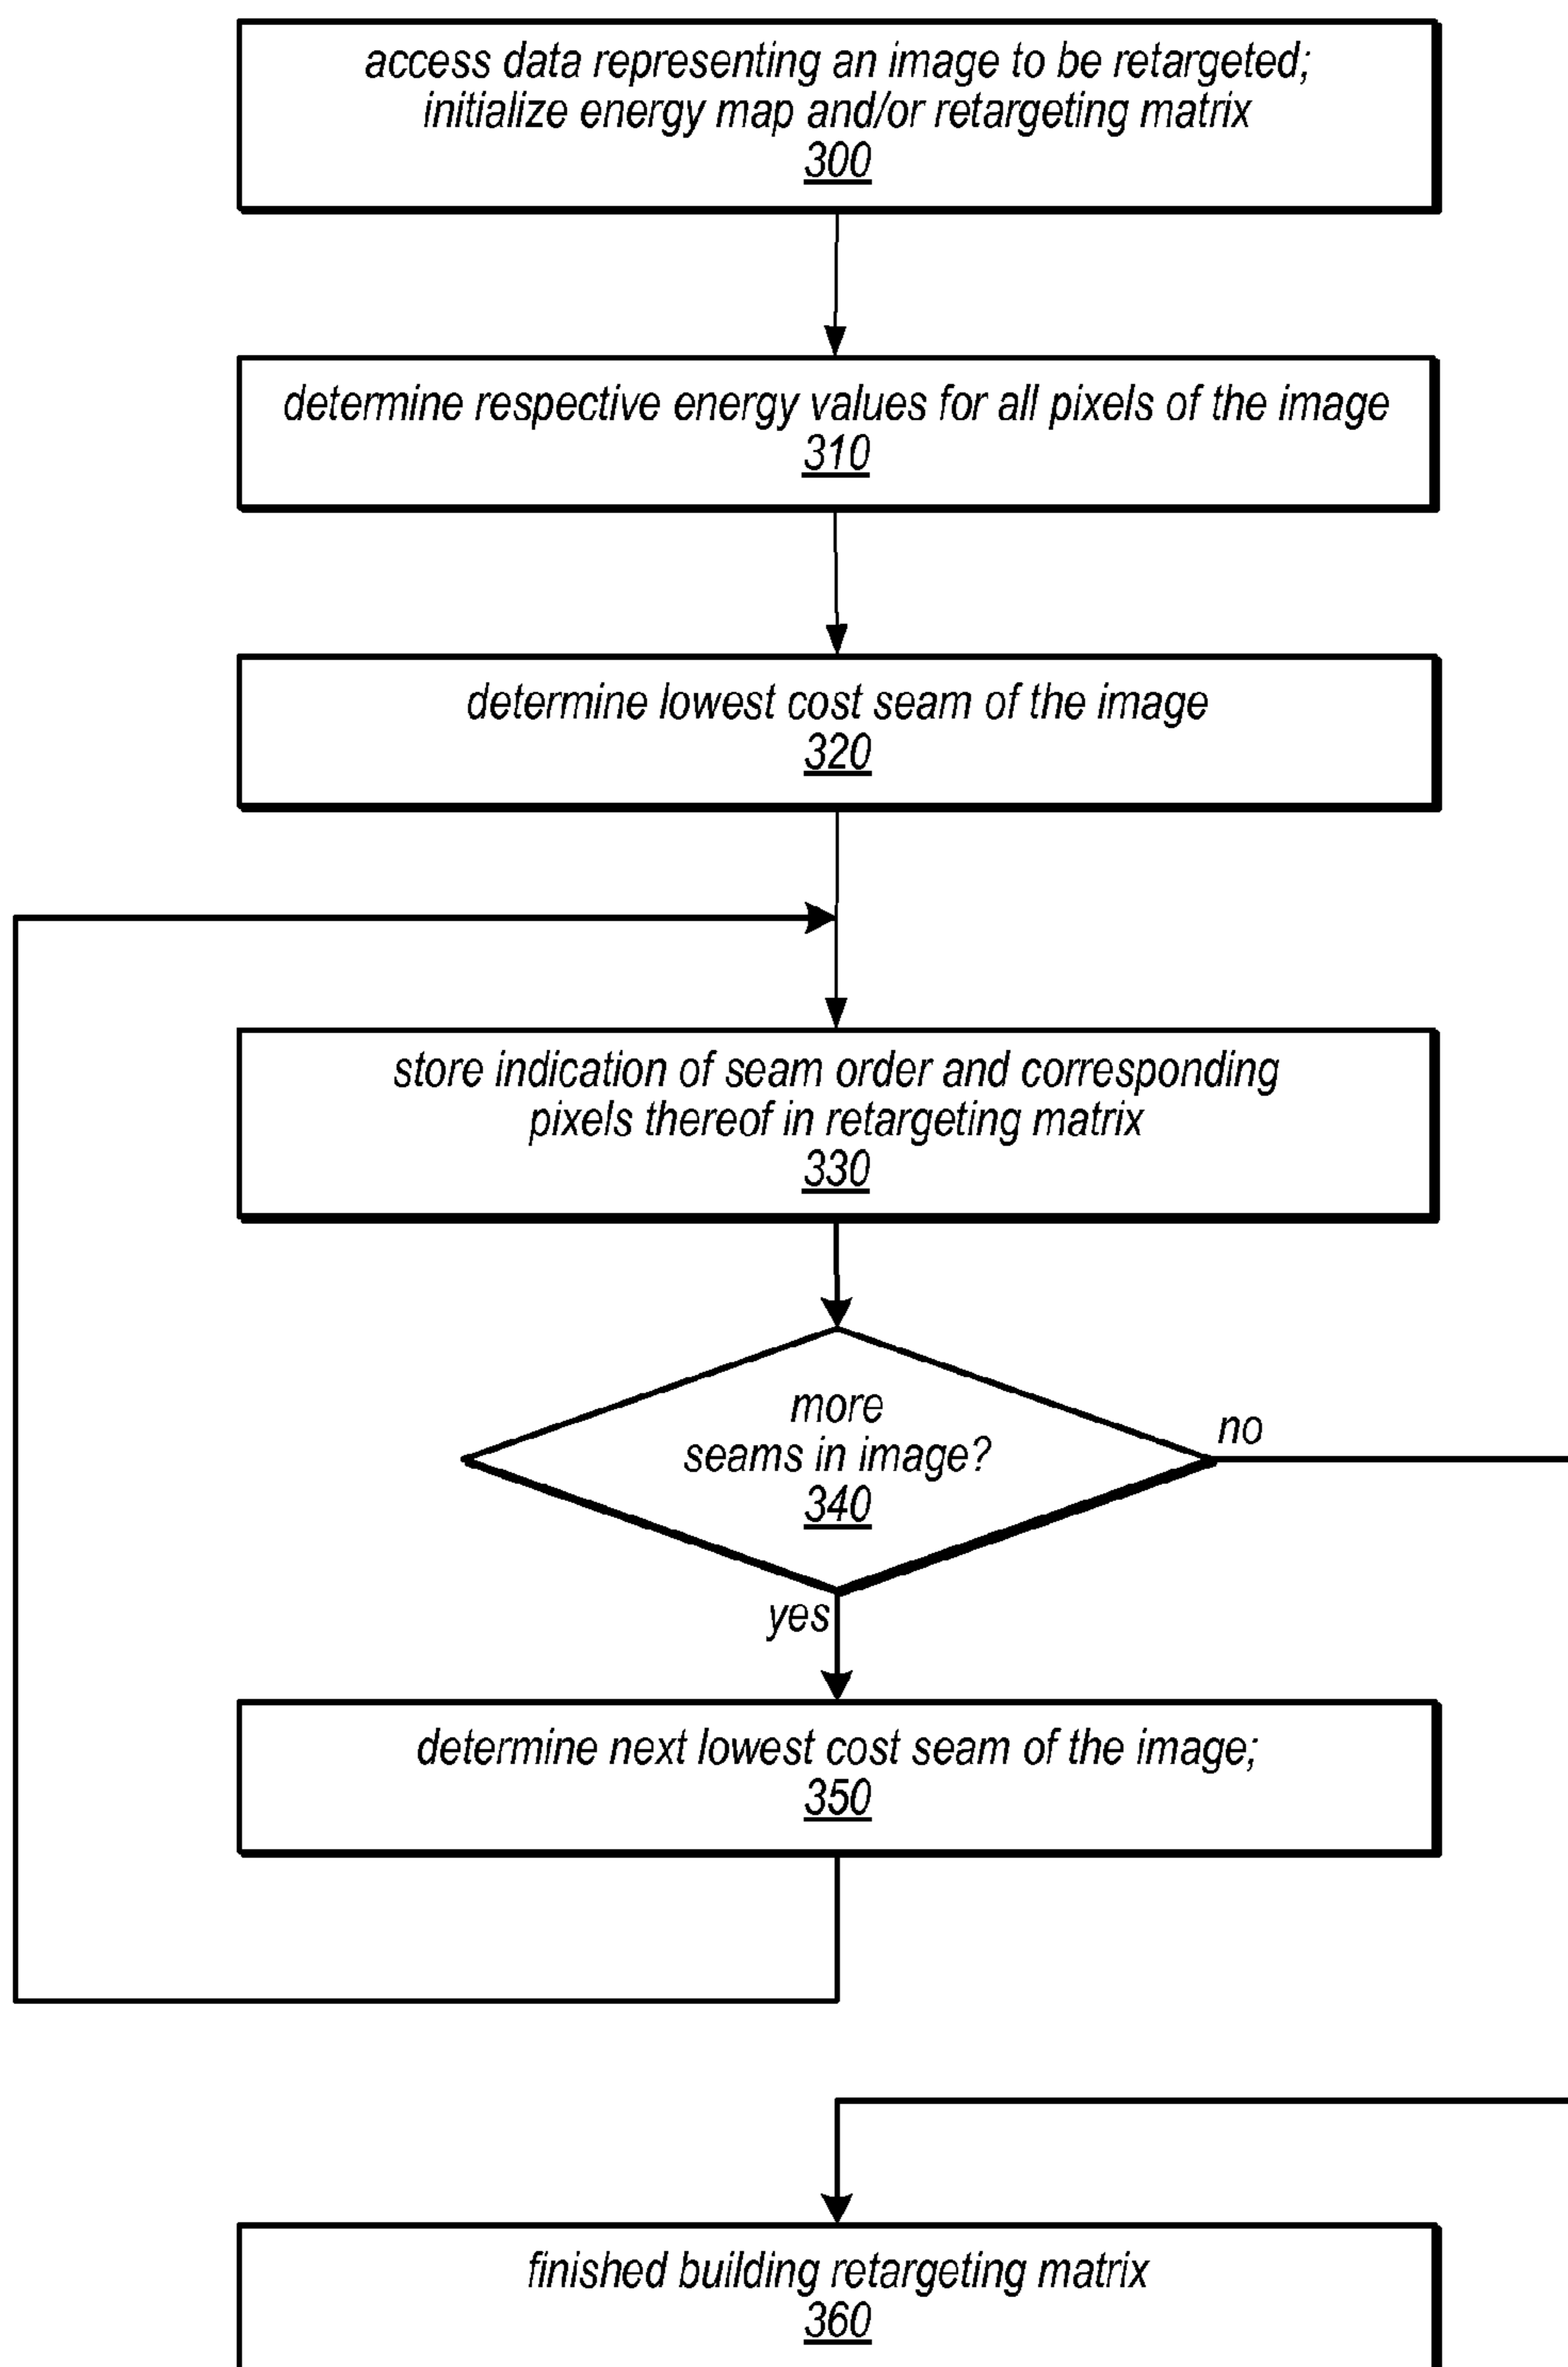 access data representing an image to be retargeted;
initialize energy map and/or retargeting matrix
300
determine respective energy values for all pixels of the image
310
determine lowest cost seam of the image
320
store indication of seam order and corresponding
pixels thereof in retargeting matrix
330
more
seams in image?
340
no
yes
determine next lowest cost seam of the image;
350
finished building retargeting matrix
360